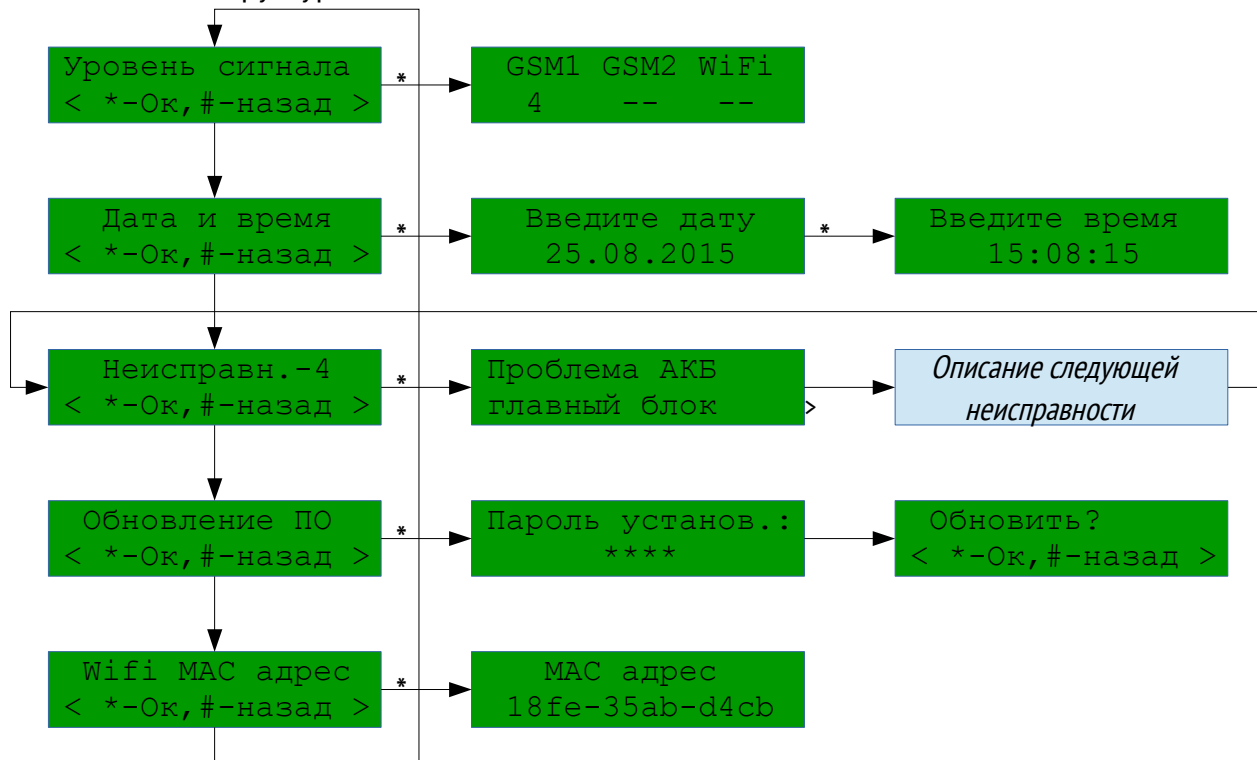 Уровень сигнала
< *-Ок,#-назад >
*
GSM1 GSM2 WiFi
4 -- --
Дата и время
< *-Ок,#-назад >
*
Введите дату
25.08.2015
*
Введите время
15:08:15
Неисправн.-4
< *-Ок,#-назад >
*
Проблема АКБ
главный блок >
Описание следующей
неисправности
Обновление ПО
< *-Ок,#-назад >
*
Пароль установ.:
****
Обновить?
< *-Ок,#-назад >
Wifi MAC адрес
< *-Ок,#-назад >
*
MAC адрес
18fe-35ab-d4cb